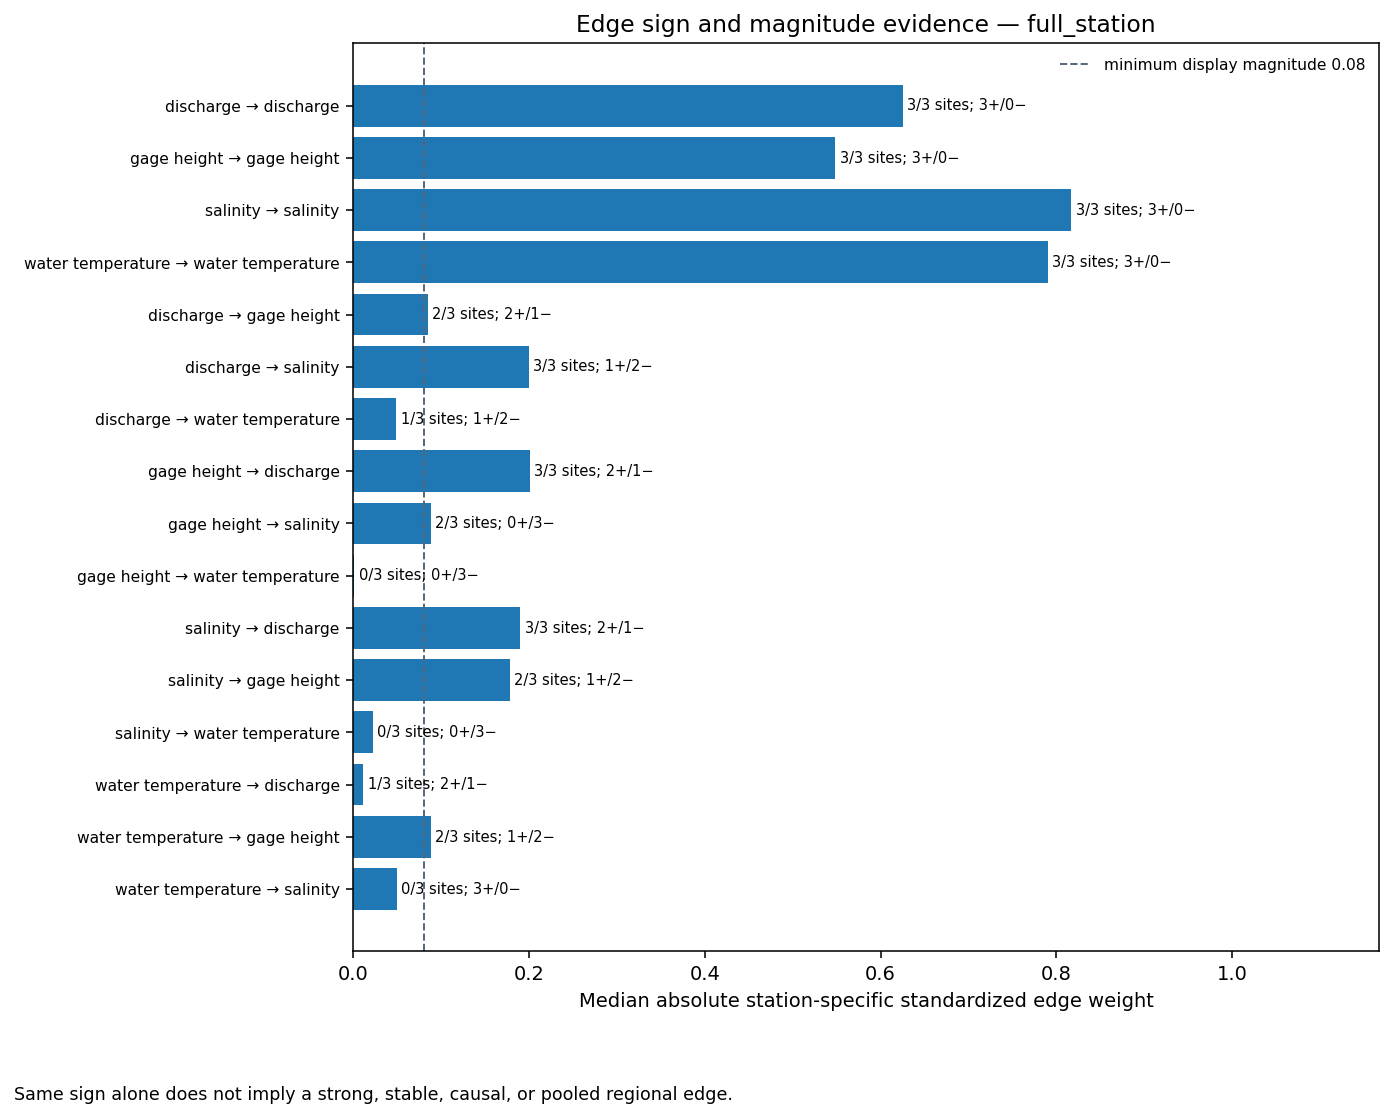 Edge sign and magnitude evidence — full_station
minimum display magnitude 0.08
discharge → discharge 3/3 sites; 3+/0−
gage height → gage height 3/3 sites; 3+/0−
salinity → salinity 3/3 sites; 3+/0−
water temperature → water temperature 3/3 sites; 3+/0−
discharge → gage height 2/3 sites; 2+/1−
discharge → salinity 3/3 sites; 1+/2−
discharge → water temperature 1/3 sites; 1+/2−
gage height → discharge 3/3 sites; 2+/1−
gage height → salinity 2/3 sites; 0+/3−
gage height → water temperature 0/3 sites; 0+/3−
salinity → discharge 3/3 sites; 2+/1−
salinity → gage height 2/3 sites; 1+/2−
salinity → water temperature 0/3 sites; 0+/3−
water temperature → discharge 1/3 sites; 2+/1−
water temperature → gage height 2/3 sites; 1+/2−
water temperature → salinity 0/3 sites; 3+/0−
0.0 0.2 0.4 0.6 0.8 1.0
Median absolute station-specific standardized edge weight
Same sign alone does not imply a strong, stable, causal, or pooled regional edge.